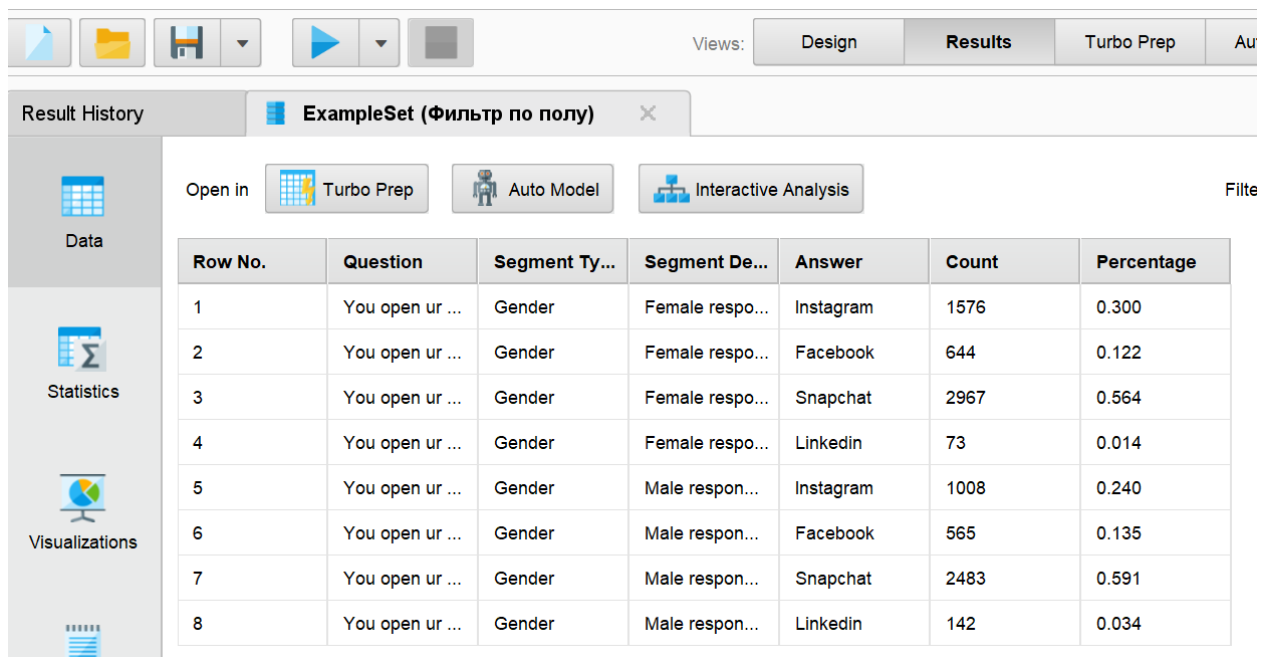 Views: Design Results Turbo Prep Au
Result History ExampleSet (Фильтр по полу)
Open in Turbo Prep Auto Model Interactive Analysis Filte
Data
Statistics
Visualizations
Row No. Question Segment Ty... Segment De... Answer Count Percentage
1 You open ur ... Gender Female respo... Instagram 1576 0.300
2 You open ur ... Gender Female respo... Facebook 644 0.122
3 You open ur ... Gender Female respo... Snapchat 2967 0.564
4 You open ur ... Gender Female respo... Linkedin 73 0.014
5 You open ur ... Gender Male respon... Instagram 1008 0.240
6 You open ur ... Gender Male respon... Facebook 565 0.135
7 You open ur ... Gender Male respon... Snapchat 2483 0.591
8 You open ur ... Gender Male respon... Linkedin 142 0.034